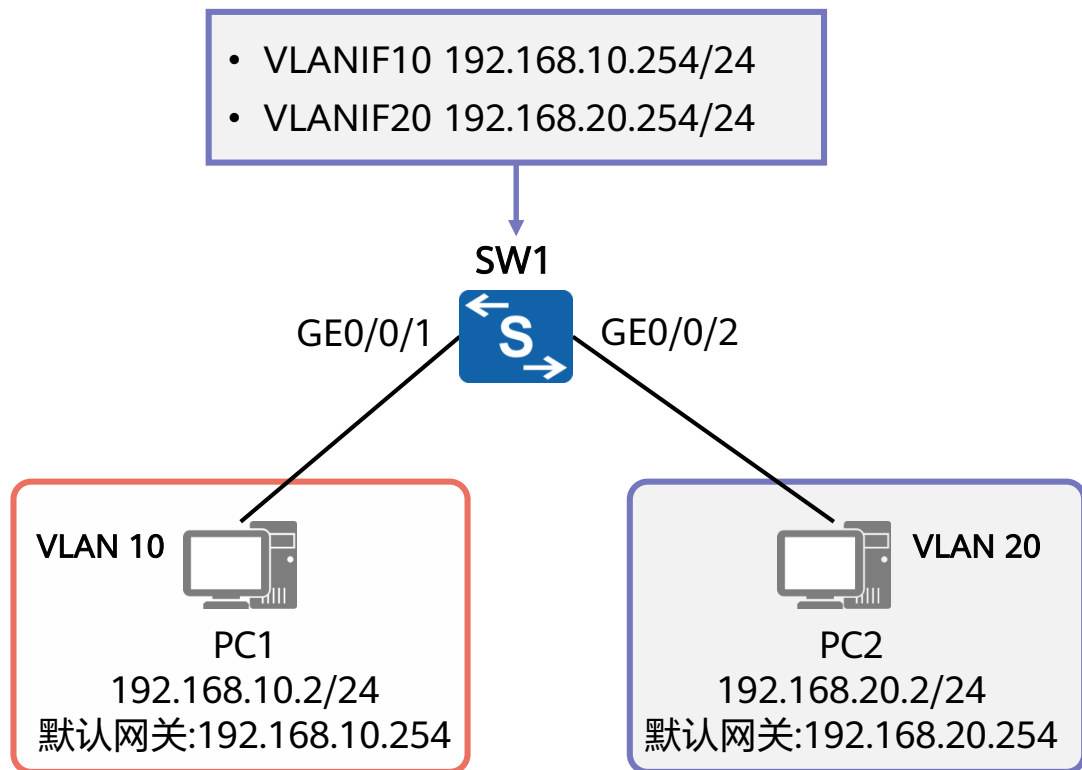 • VLANIF10 192.168.10.254/24
• VLANIF20 192.168.20.254/24
SW1
GE0/0/1
S
GE0/0/2
VLAN 10
PC1
192.168.10.2/24
默认网关:192.168.10.254
VLAN 20
PC2
192.168.20.2/24
默认网关:192.168.20.254